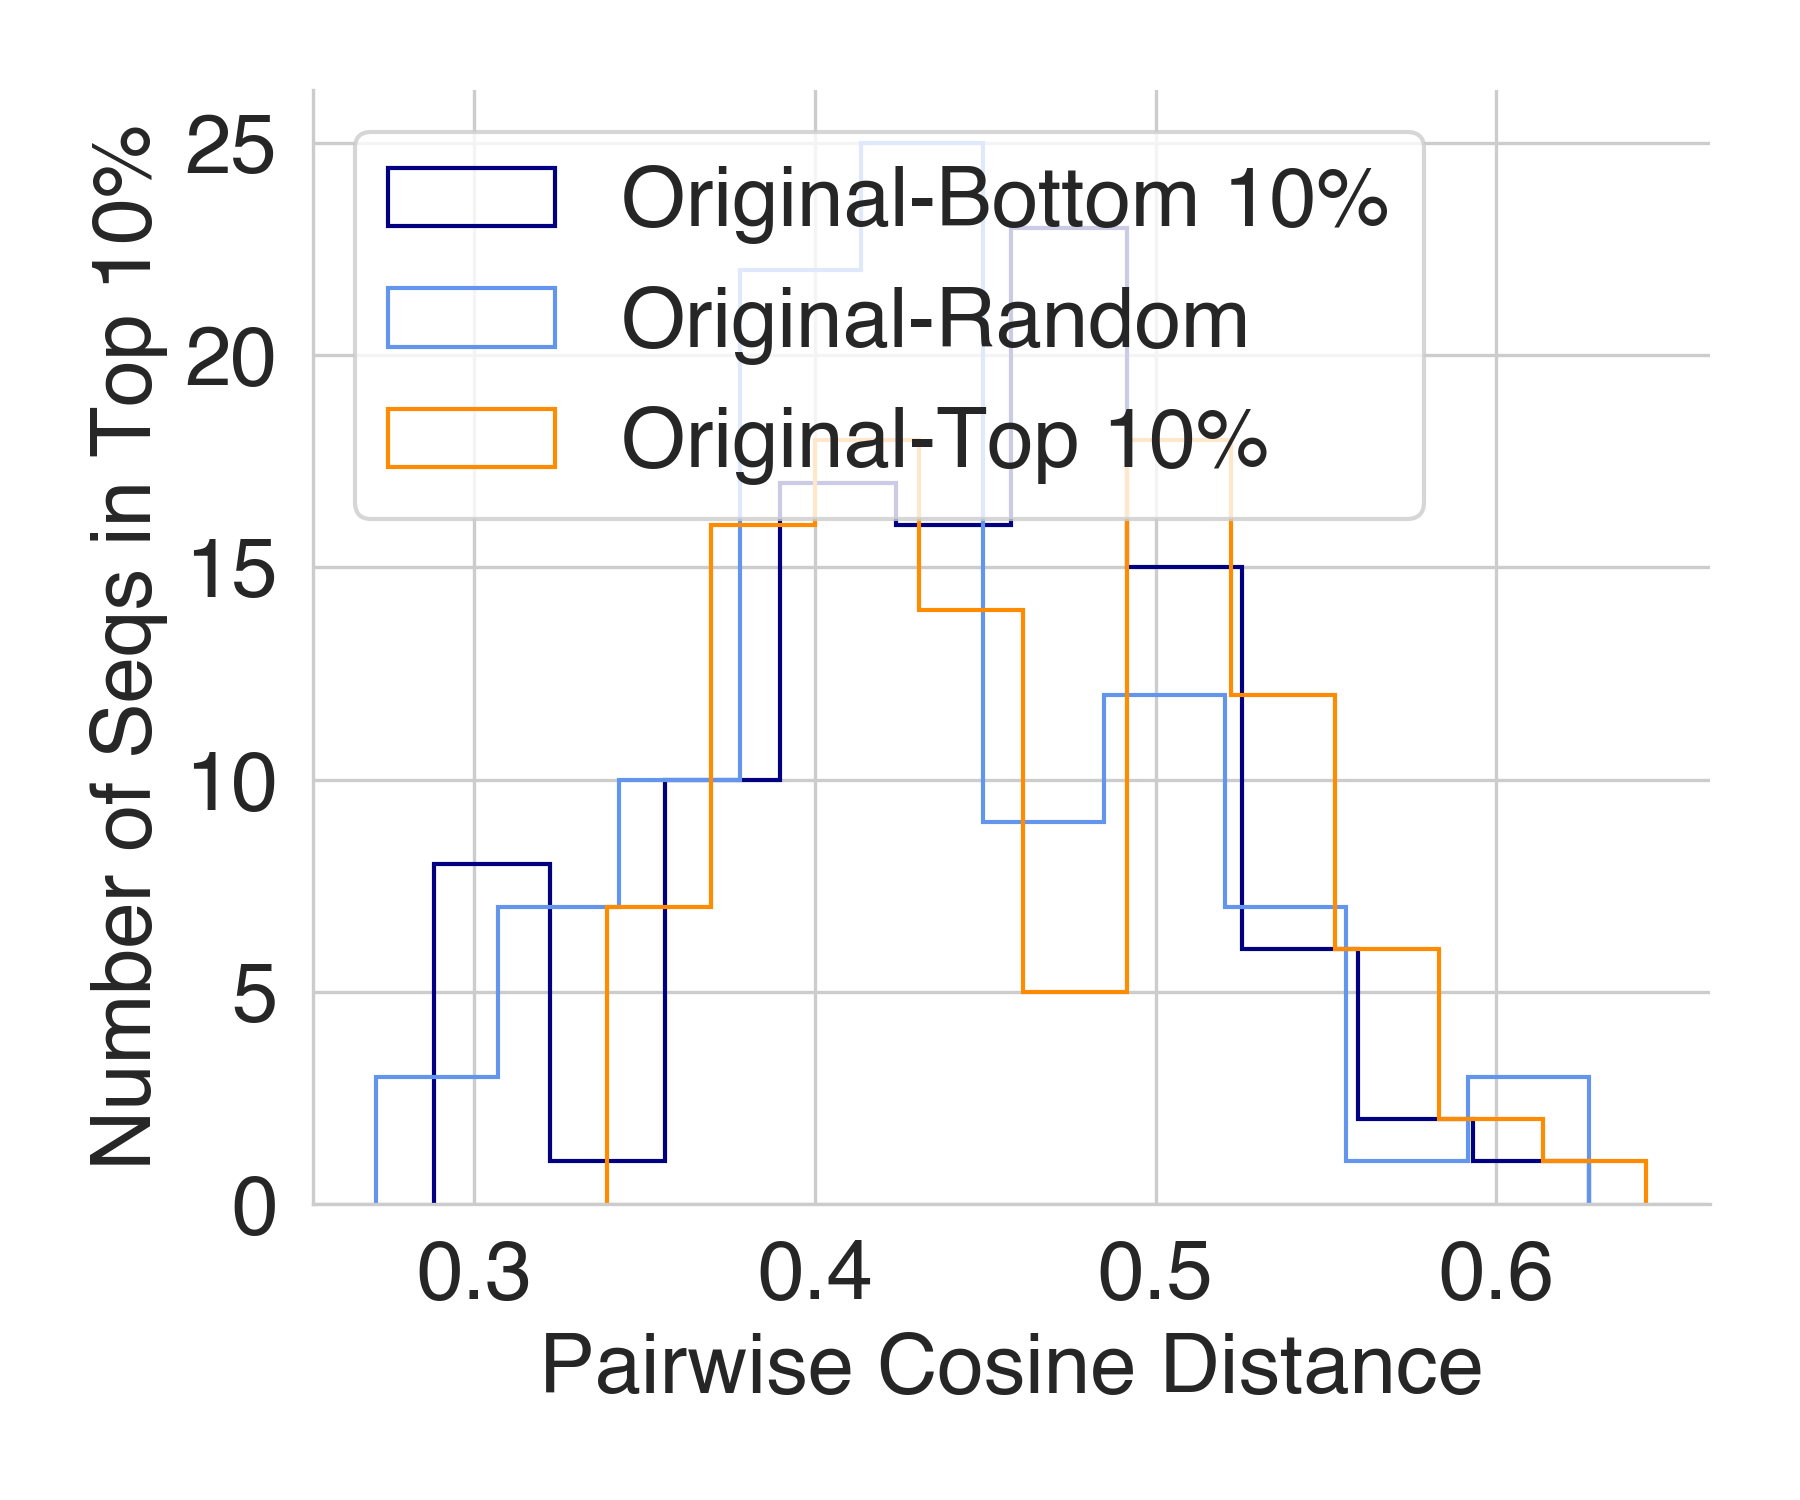 Number of Seqs in Top 10%
25
20
15
10
5
0
Original-Bottom 10%
Original-Random
Original-Top 10%
0.3 0.4 0.5 0.6
Pairwise Cosine Distance